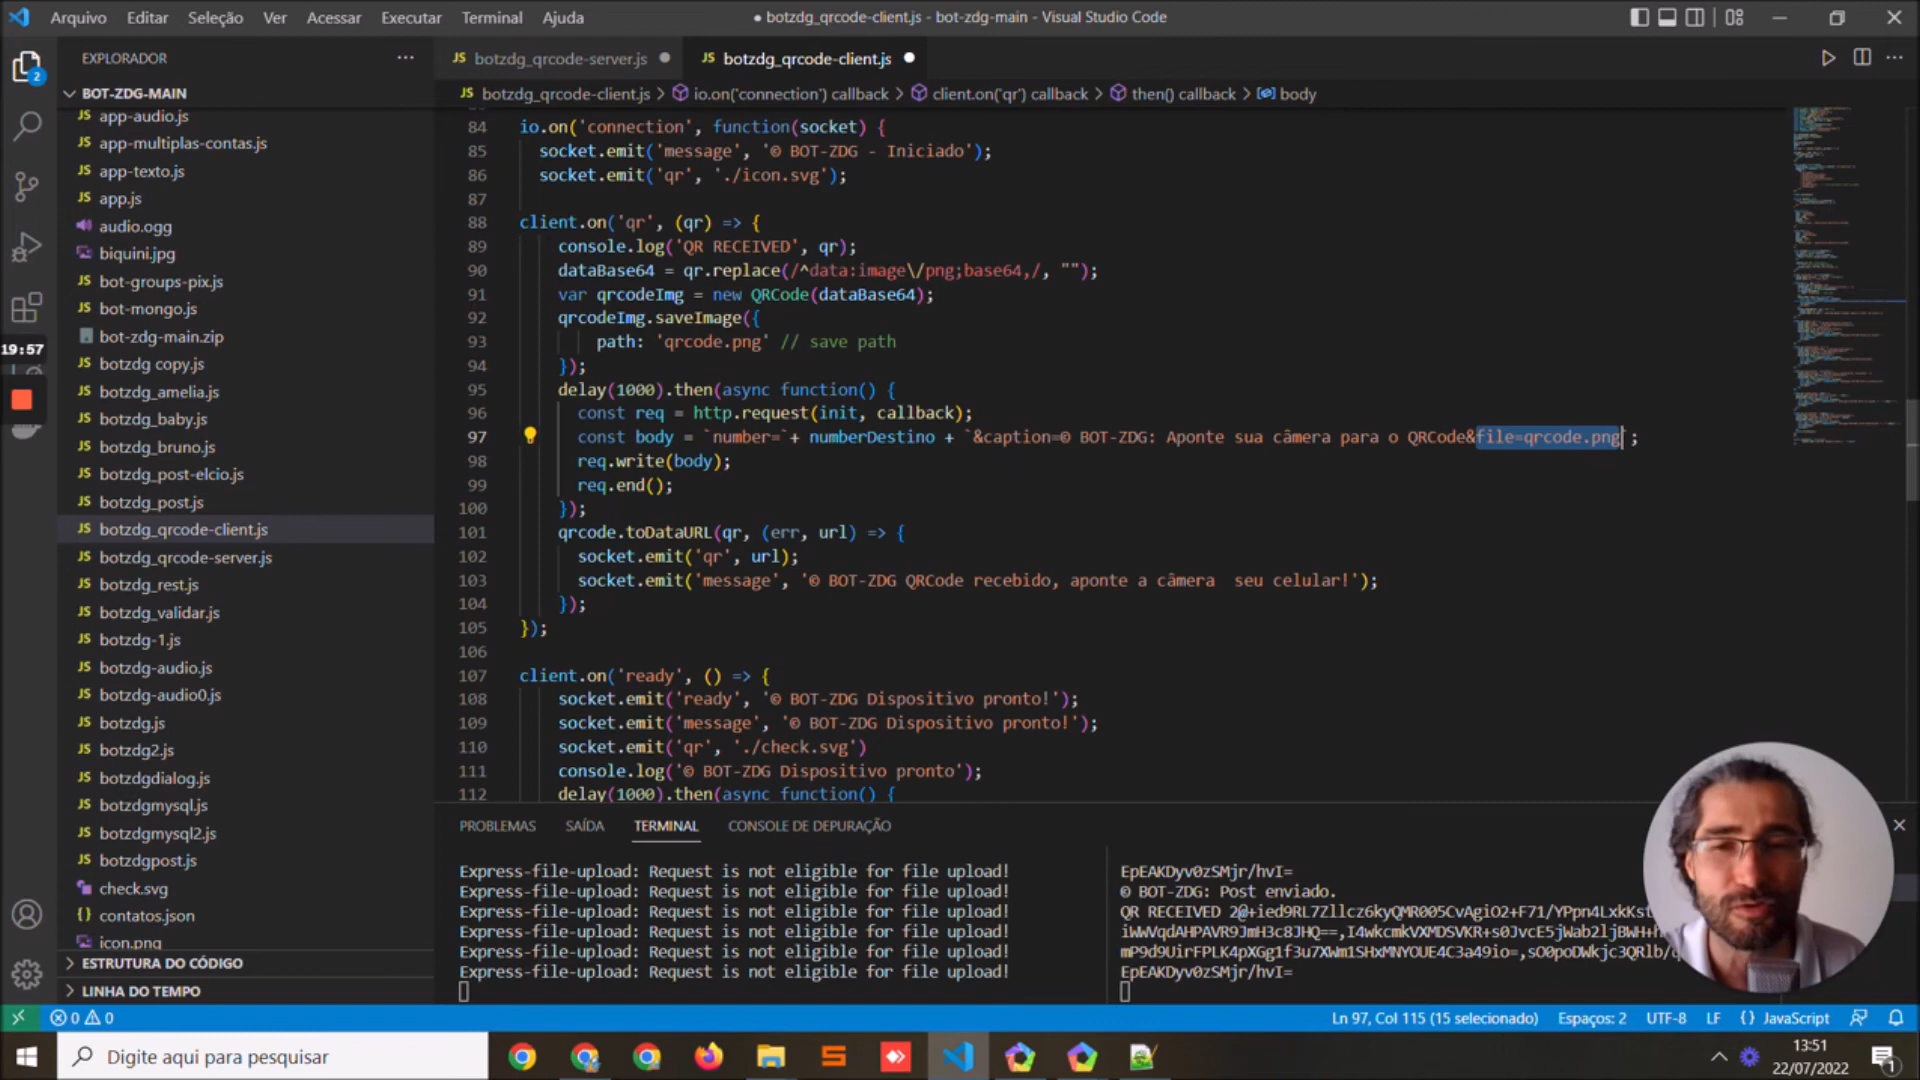 Arquivo Editar Seleção Ver Acessar Executar Terminal Ajuda
● botzdg_qrcode-client.js - bot-zdg-main - Visual Studio Code
EXPLORADOR
JS botzdg_qrcode-server.js
JS botzdg_qrcode-client.js
2
BOT-ZDG-MAIN
JS botzdg_qrcode-client.js > io.on('connection') callback > client.on('qr') callback > then() callback > body
JS app-audio.js
JS app-multiplas-contas.js
JS app-texto.js
JS app.js
audio.ogg
biquini.jpg
JS bot-groups-pix.js
JS bot-mongo.js
bot-zdg-main.zip
19:57
JS botzdg copy.js
JS botzdg_amelia.js
JS botzdg_baby.js
JS botzdg_bruno.js
JS botzdg_post-elcio.js
JS botzdg_post.js
JS botzdg_qrcode-client.js
JS botzdg_qrcode-server.js
JS botzdg_rest.js
JS botzdg_validar.js
JS botzdg-1.js
JS botzdg-audio.js
JS botzdg-audio0.js
JS botzdg.js
JS botzdg2.js
JS botzdgdialog.js
JS botzdgmysql.js
JS botzdgmysql2.js
JS botzdgpost.js
check.svg
{} contatos.json
icon.png
ESTRUTURA DO CÓDIGO
LINHA DO TEMPO
84 io.on('connection', function(socket) {
85 socket.emit('message', '© BOT-ZDG - Iniciado');
86 socket.emit('qr', './icon.svg');
87
88 client.on('qr', (qr) => {
89 console.log('QR RECEIVED', qr);
90 dataBase64 = qr.replace(/^data:image\/png;base64,/, "");
91 var qrcodeImg = new QRCode(dataBase64);
92 qrcodeImg.saveImage({
93 path: 'qrcode.png' // save path
94 });
95 delay(1000).then(async function() {
96 const req = http.request(init, callback);
97 const body = `number=`+ numberDestino + `&caption=© BOT-ZDG: Aponte sua câmera para o QRCode&file=qrcode.png`;
98 req.write(body);
99 req.end();
100 });
101 qrcode.toDataURL(qr, (err, url) => {
102 socket.emit('qr', url);
103 socket.emit('message', '© BOT-ZDG QRCode recebido, aponte a câmera  seu celular!');
104 });
105 });
106
107 client.on('ready', () => {
108 socket.emit('ready', '© BOT-ZDG Dispositivo pronto!');
109 socket.emit('message', '© BOT-ZDG Dispositivo pronto!');
110 socket.emit('qr', './check.svg')
111 console.log('© BOT-ZDG Dispositivo pronto');
112 delay(1000).then(async function() {
PROBLEMAS SAÍDA TERMINAL CONSOLE DE DEPURAÇÃO
Express-file-upload: Request is not eligible for file upload!
Express-file-upload: Request is not eligible for file upload!
Express-file-upload: Request is not eligible for file upload!
Express-file-upload: Request is not eligible for file upload!
Express-file-upload: Request is not eligible for file upload!
Express-file-upload: Request is not eligible for file upload!
EpEAKDyv0zSMjr/hvI=
© BOT-ZDG: Post enviado.
QR RECEIVED
EpEAKDyv0zSMjr/hvI=
0 0
Ln 97, Col 115 (15 selecionado) Espaços: 2 UTF-8 LF {} JavaScript
Digite aqui para pesquisar
13:51
22/07/2022
1